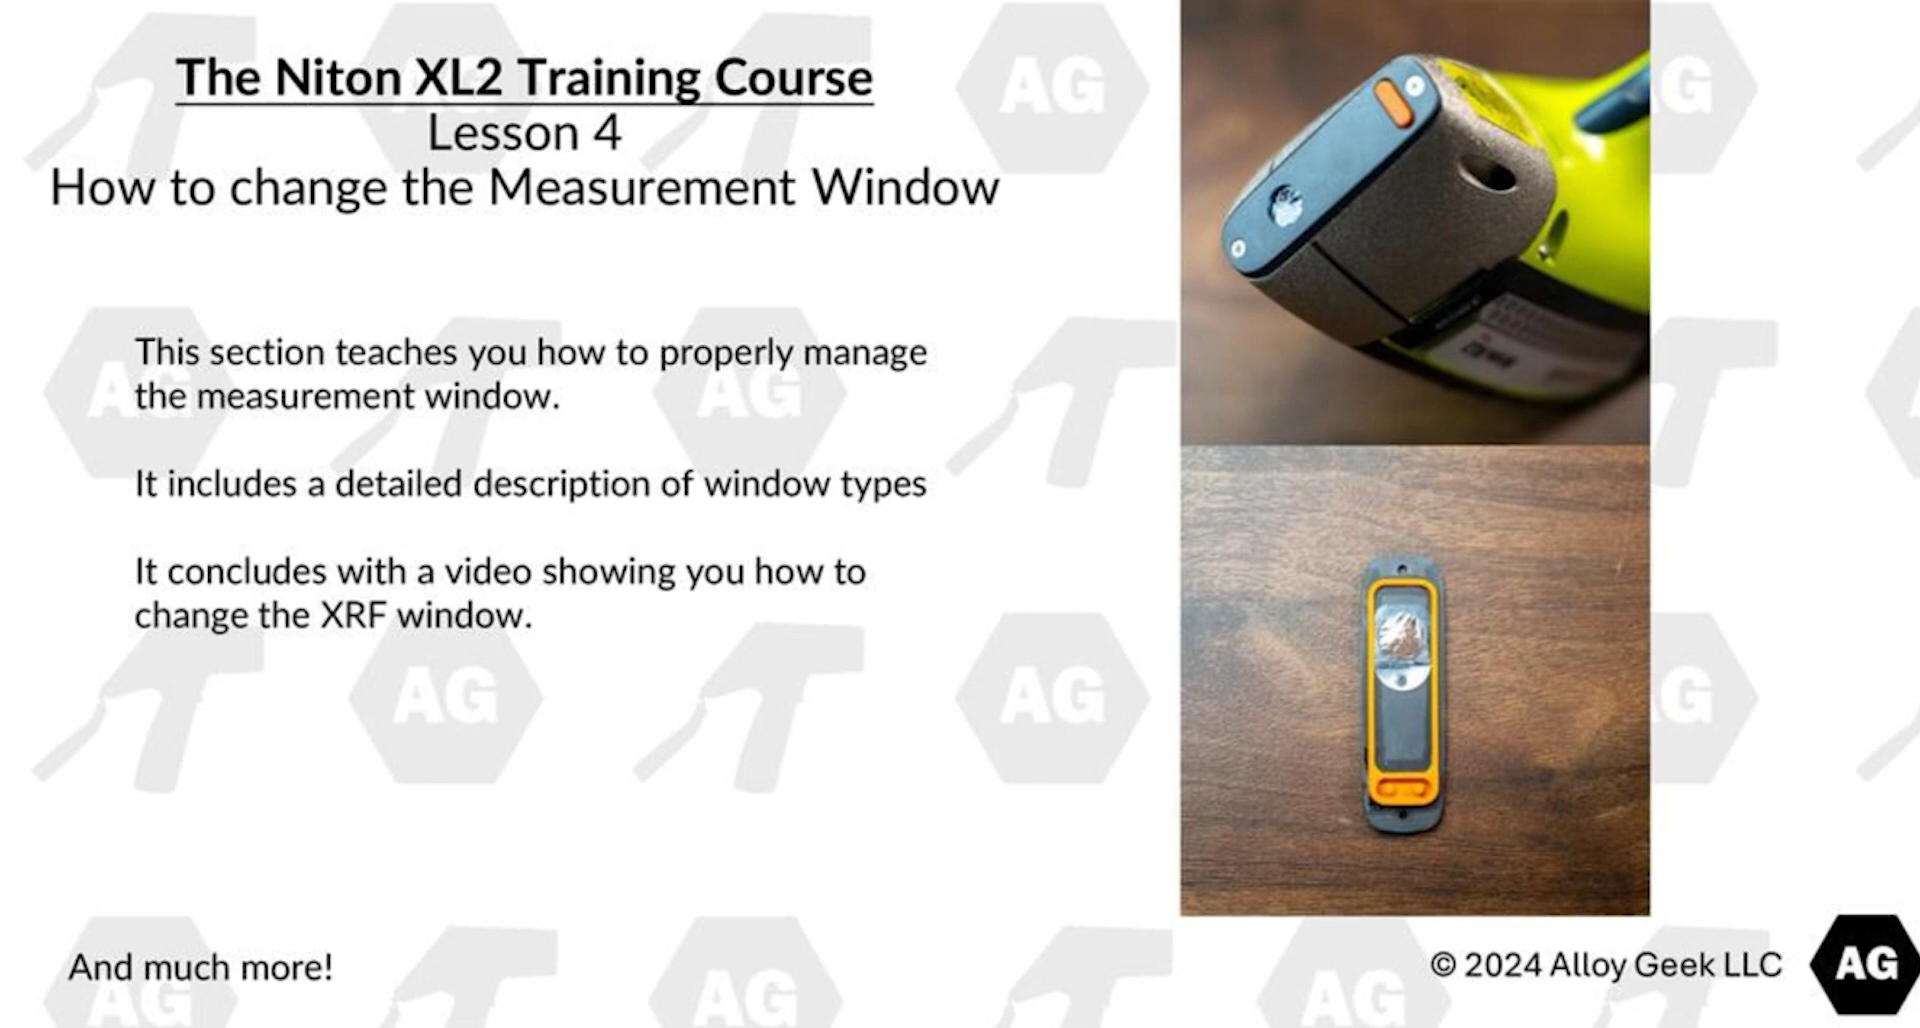 The Niton XL2 Training Course
Lesson 4
How to change the Measurement Window
This section teaches you how to properly manage
the measurement window.
It includes a detailed description of window types
It concludes with a video showing you how to
change the XRF window.
And much more!
© 2024 Alloy Geek LLC
AG